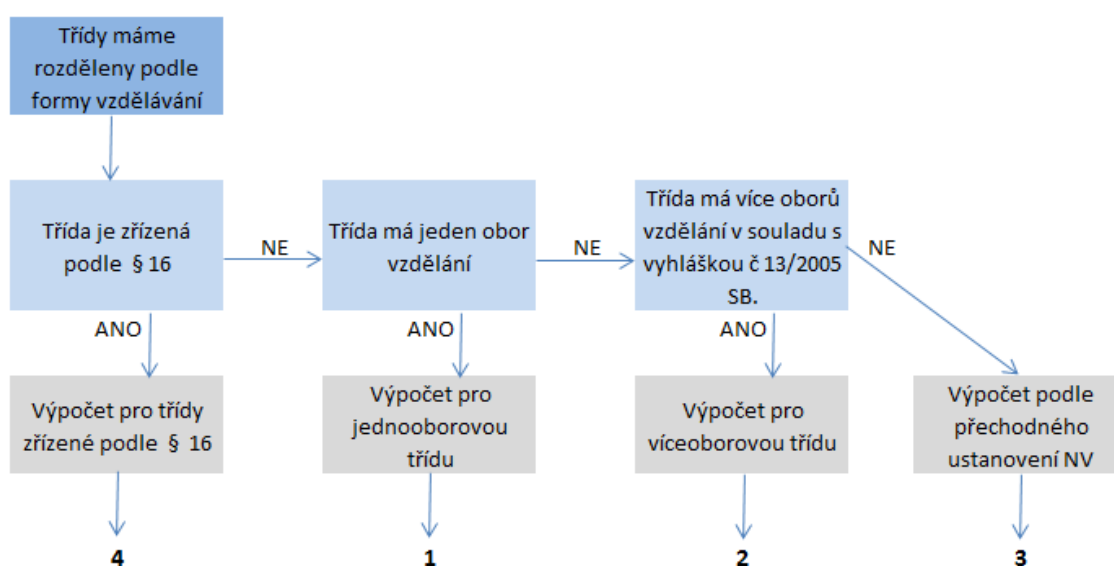 Třídy máme
rozděleny podle
formy vzdělávání
Třída je zřízená
podle § 16
NE
Třída má jeden obor
vzdělání
NE
Třída má více oborů
vzdělání v souladu s
vyhláškou č 13/2005
SB.
NE
ANO
ANO
ANO
Výpočet pro třídy
zřízené podle § 16
Výpočet pro
jednooborovou
třídu
Výpočet pro
víceoborovou třídu
Výpočet podle
přechodného
ustanovení NV
4
1
2
3